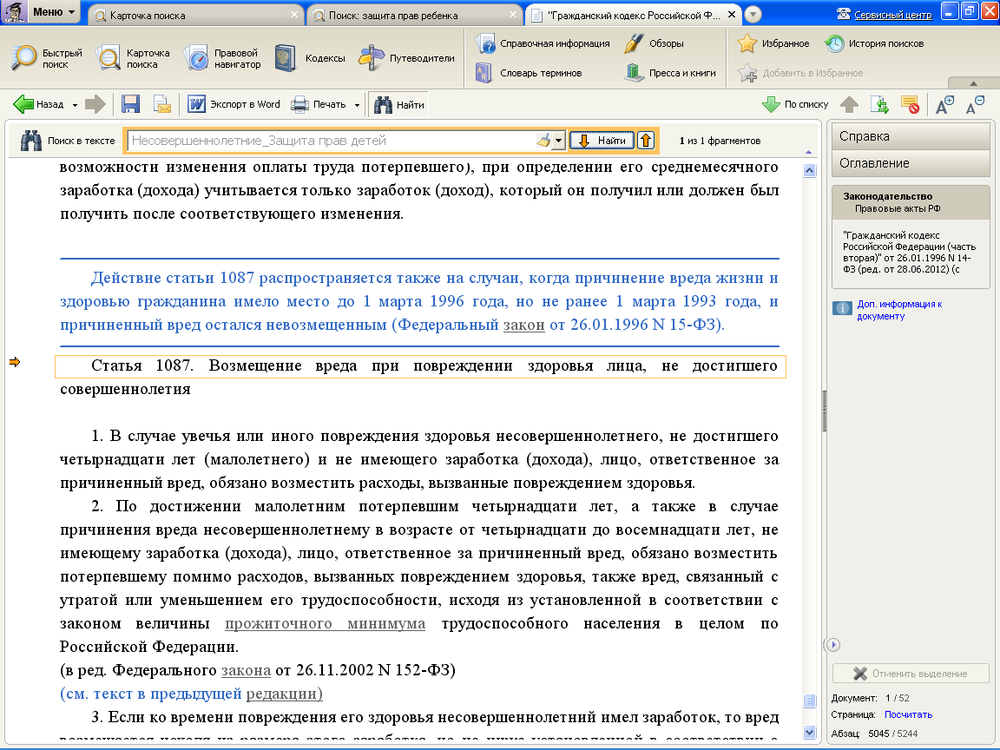 Меню
Карточка поиска
Поиск: защита прав ребенка
"Гражданский кодекс Российской Ф...
Сервисный центр
Быстрый поиск
Карточка поиска
Правовой навигатор
Кодексы
Путеводители
Справочная информация
Словарь терминов
Обзоры
Пресса и книги
Избранное
История поисков
Добавить в Избранное
Назад
Экспорт в Word
Печать
Найти
По списку
Поиск в тексте
Несовершеннолетние_Защита прав детей
Найти
1 из 1 фрагментов
возможности изменения оплаты труда потерпевшего), при определении его среднемесячного
заработка (дохода) учитывается только заработок (доход), который он получил или должен был
получить после соответствующего изменения.
Действие статьи 1087 распространяется также на случаи, когда причинение вреда жизни и
здоровью гражданина имело место до 1 марта 1996 года, но не ранее 1 марта 1993 года, и
причиненный вред остался невозмещенным (Федеральный закон от 26.01.1996 N 15-ФЗ).
Статья 1087. Возмещение вреда при повреждении здоровья лица, не достигшего
совершеннолетия
1. В случае увечья или иного повреждения здоровья несовершеннолетнего, не достигшего
четырнадцати лет (малолетнего) и не имеющего заработка (дохода), лицо, ответственное за
причиненный вред, обязано возместить расходы, вызванные повреждением здоровья.
2. По достижении малолетним потерпевшим четырнадцати лет, а также в случае
причинения вреда несовершеннолетнему в возрасте от четырнадцати до восемнадцати лет, не
имеющему заработка (дохода), лицо, ответственное за причиненный вред, обязано возместить
потерпевшему помимо расходов, вызванных повреждением здоровья, также вред, связанный с
утратой или уменьшением его трудоспособности, исходя из установленной в соответствии с
законом величины прожиточного минимума трудоспособного населения в целом по
Российской Федерации.
(в ред. Федерального закона от 26.11.2002 N 152-ФЗ)
(см. текст в предыдущей редакции)
3. Если ко времени повреждения его здоровья несовершеннолетний имел заработок, то вред
Справка
Оглавление
Законодательство
Правовые акты РФ
"Гражданский кодекс
Российской Федерации (часть
вторая)" от 26.01.1996 N 14-
ФЗ (ред. от 28.06.2012) (с
Доп. информация к
документу
Отменить выделение
Документ: 1 / 52
Страница: Посчитать
Абзац: 5045 / 5244